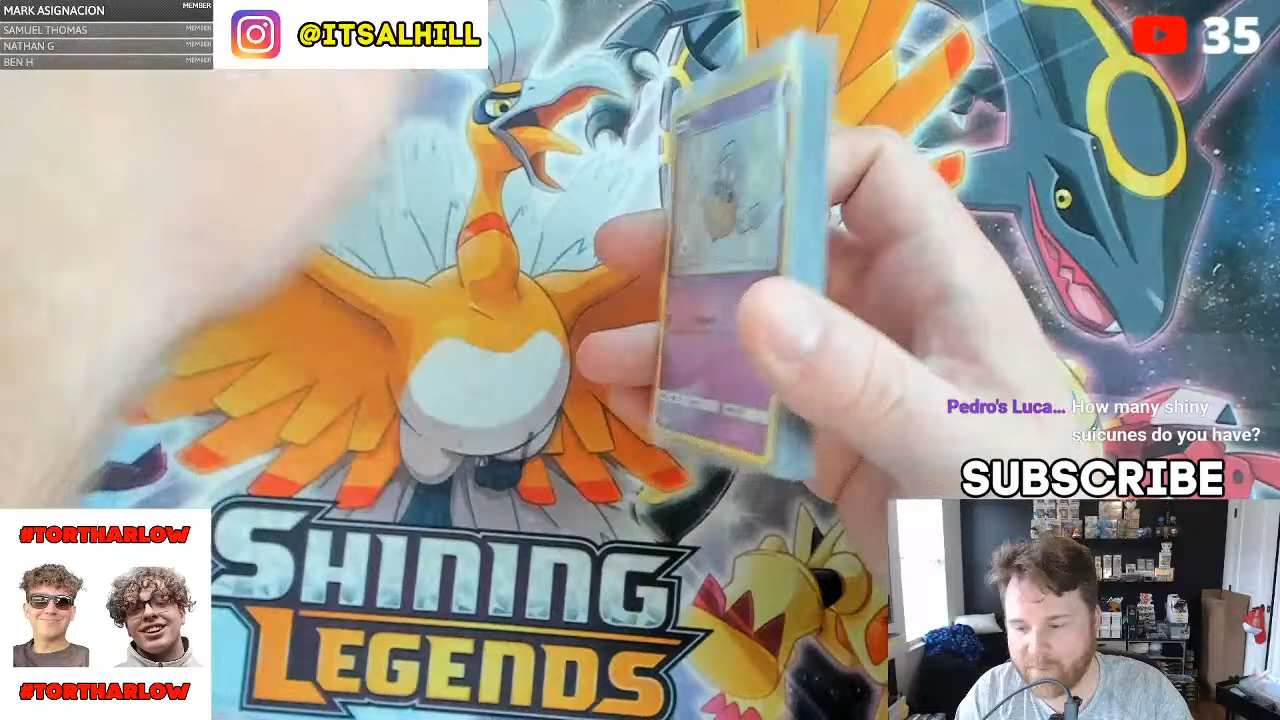 MARK ASIGNACION MEMBER
SAMUEL THOMAS MEMBER
NATHAN G MEMBER
BEN H MEMBER
@ITSALHILL
35
Pedro's Luca... How many shiny
suicunes do you have?
SUBSCRIBE
#TORTHARLOW
#TORTHARLOW
SHINING
LEGENDS